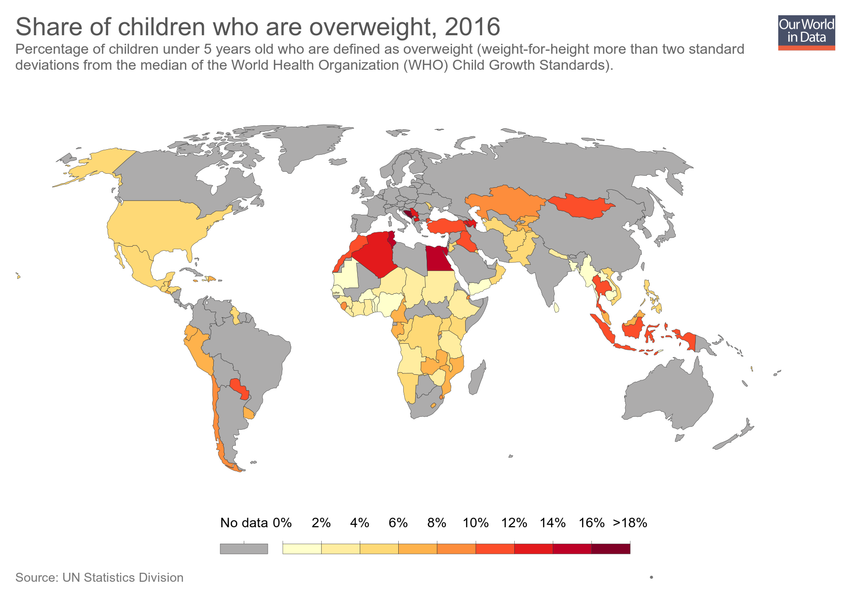 Share of children who are overweight, 2016
Our World
in Data
Percentage of children under 5 years old who are defined as overweight (weight-for-height more than two standard
deviations from the median of the World Health Organization (WHO) Child Growth Standards).
No data 0% 2% 4% 6% 8% 10% 12% 14% 16% >18%
Source: UN Statistics Division